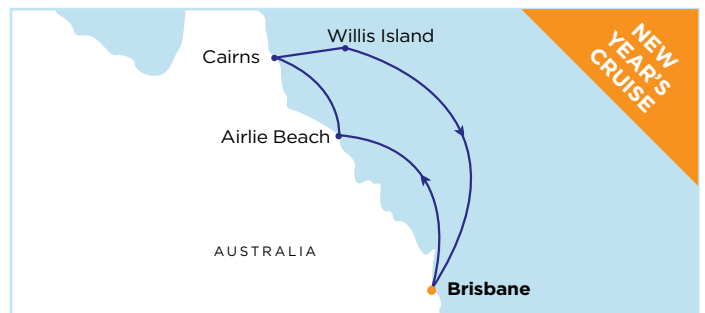 NEW
YEAR'S
CRUISE
Willis Island
Cairns
Airlie Beach
AUSTRALIA
Brisbane